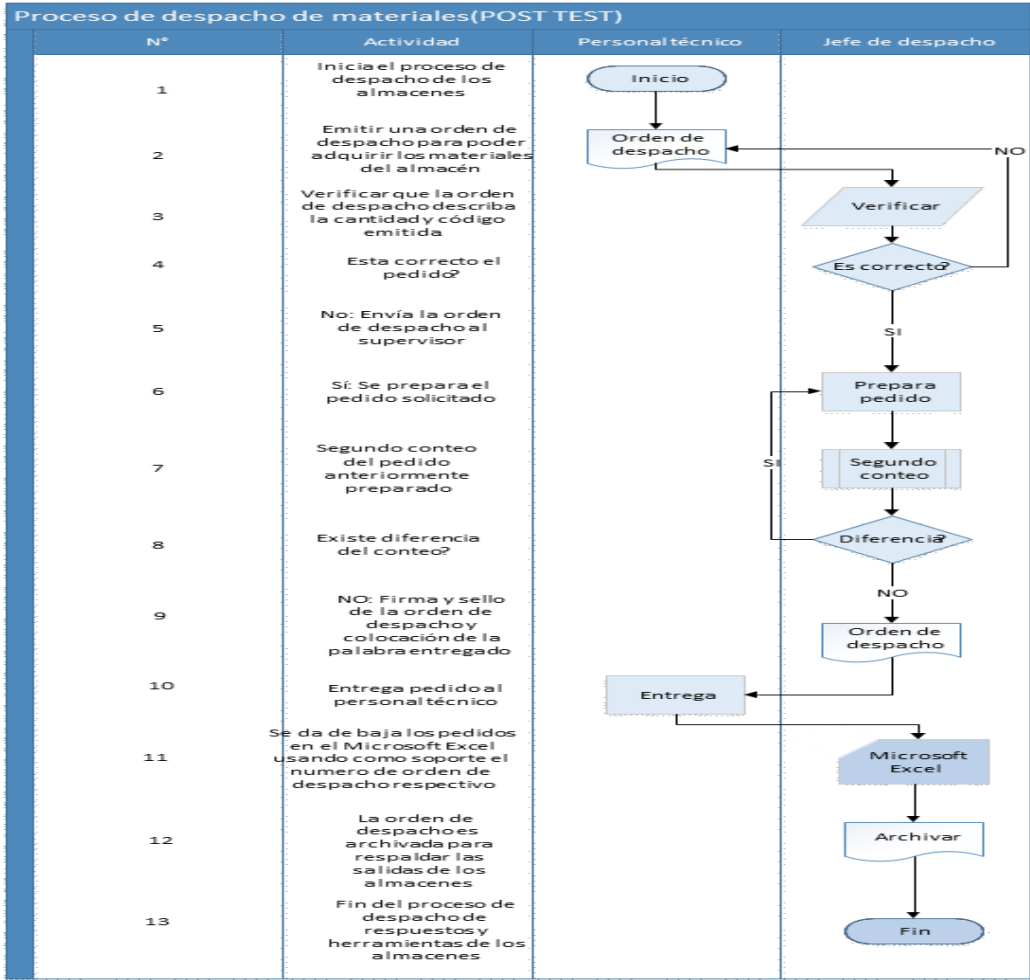 Proceso de despacho de materiales(POST TEST)
N° Actividad Personal técnico Jefe de despacho
1
Inicia el proceso de
despacho de los
almacenes
Inicio
2
Emitir una orden de
despacho para poder
adquirir los materiales
del almacén
Orden de
despacho
NO
3
Verificar que la orden
de despacho describa
la cantidad y código
emitida
Verificar
4
Esta correcto el
pedido?
Es correcto?
5
No: Envía la orden
de despacho al
supervisor
SI
6
Sí: Se prepara el
pedido solicitado
Prepara
pedido
7
Segundo conteo
del pedido
anteriormente
preparado
SI
Segundo
conteo
8
Existe diferencia
del conteo?
Diferencia?
9
NO: Firma y sello
de la orden de
despacho y
colocación de la
palabra entregado
NO
Orden de
despacho
10
Entrega pedido al
personal técnico
Entrega
11
Se da de baja los pedidos
en el Microsoft Excel
usando como soporte el
numero de orden de
despacho respectivo
Microsoft
Excel
12
La orden de
despacho es
archivada para
respaldar las
salidas de los
almacenes
Archivar
13
Fin del proceso de
despacho de
respuestos y
herramientas de los
almacenes
Fin